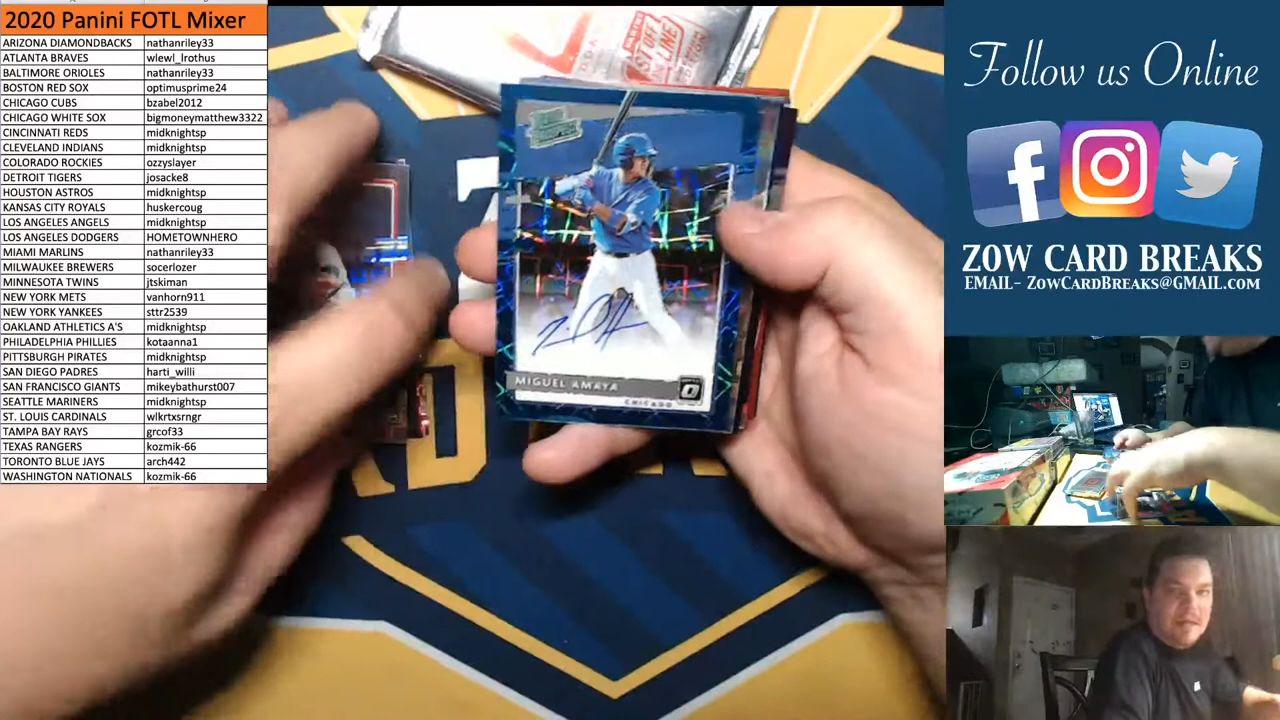 2020 Panini FOTL Mixer
ARIZONA DIAMONDBACKS nathanriley33
ATLANTA BRAVES wlewl_lrothus
BALTIMORE ORIOLES nathanriley33
BOSTON RED SOX optimusprime24
CHICAGO CUBS bzabel2012
CHICAGO WHITE SOX bigmoneymatthew3322
CINCINNATI REDS midknightsp
CLEVELAND INDIANS midknightsp
COLORADO ROCKIES ozzyslayer
DETROIT TIGERS josacke8
HOUSTON ASTROS midknightsp
KANSAS CITY ROYALS huskercoug
LOS ANGELES ANGELS midknightsp
LOS ANGELES DODGERS HOMETOWNHERO
MIAMI MARLINS nathanriley33
MILWAUKEE BREWERS socerlozer
MINNESOTA TWINS jtskiman
NEW YORK METS vanhorn911
NEW YORK YANKEES sttr2539
OAKLAND ATHLETICS A'S midknightsp
PHILADELPHIA PHILLIES kotaanna1
PITTSBURGH PIRATES midknightsp
SAN DIEGO PADRES harti_willi
SAN FRANCISCO GIANTS mikeybathurst007
SEATTLE MARINERS midknightsp
ST. LOUIS CARDINALS wlkrtxsrngr
TAMPA BAY RAYS grcof33
TEXAS RANGERS kozmik-66
TORONTO BLUE JAYS arch442
WASHINGTON NATIONALS kozmik-66
1ST OFF
LINE
MIGUEL AMAYA
CHICAGO
Follow us Online
ZOW CARD BREAKS
EMAIL- ZowCardBreaks@GMAIL.com